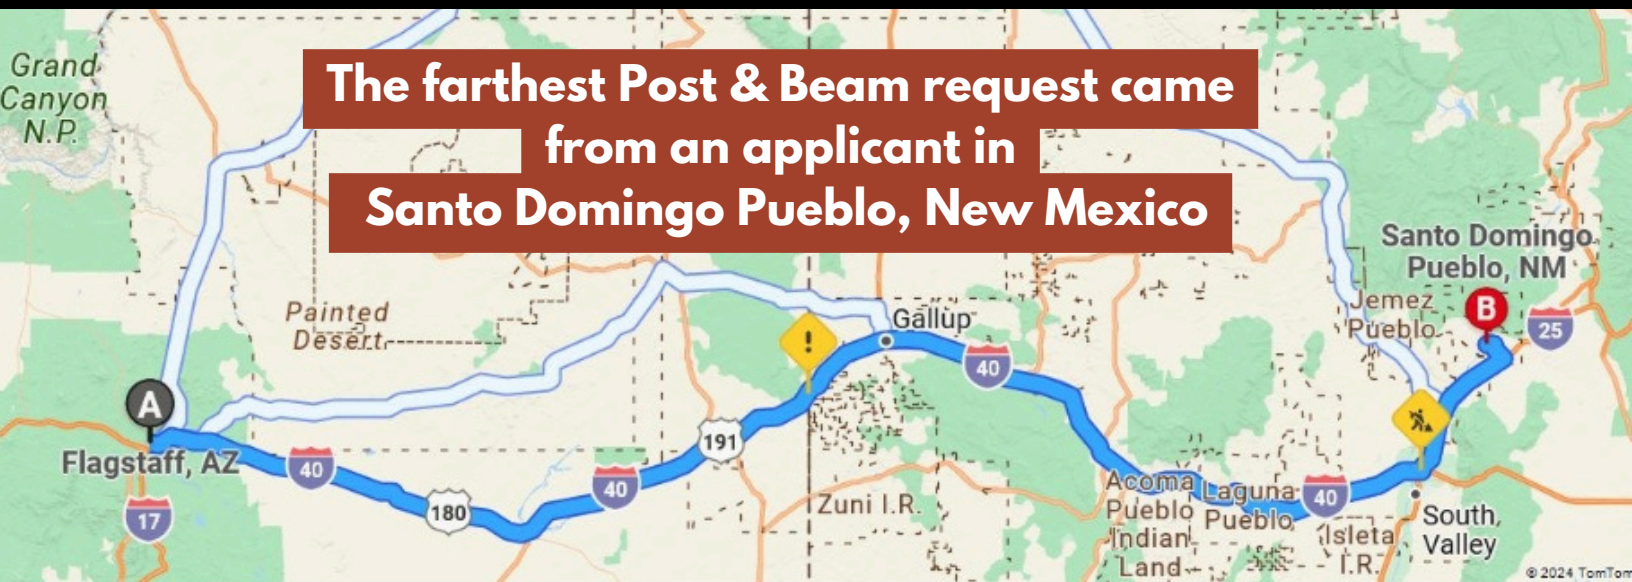 The farthest Post & Beam request came
from an applicant in
Santo Domingo Pueblo, New Mexico
Grand
Canyon
N.P.
Painted
Desert
A
Flagstaff, AZ
17
40
180
40
191
!
Gallup
40
Zuni I.R.
Acoma
Pueblo
Indian
Land
Laguna
Pueblo
40
Isleta
I.R.
South
Valley
Jemez
Pueblo
Santo Domingo
Pueblo, NM
B
25
© 2024 TomTom